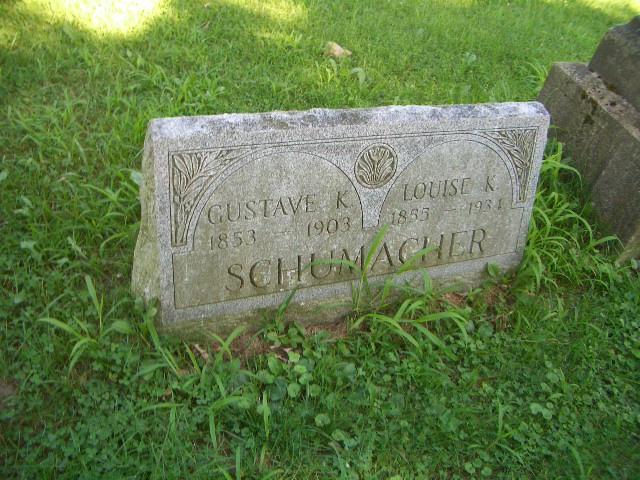 GUSTAVE K.
1853 — 1903
LOUISE K.
1855 — 1934
SCHUMACHER